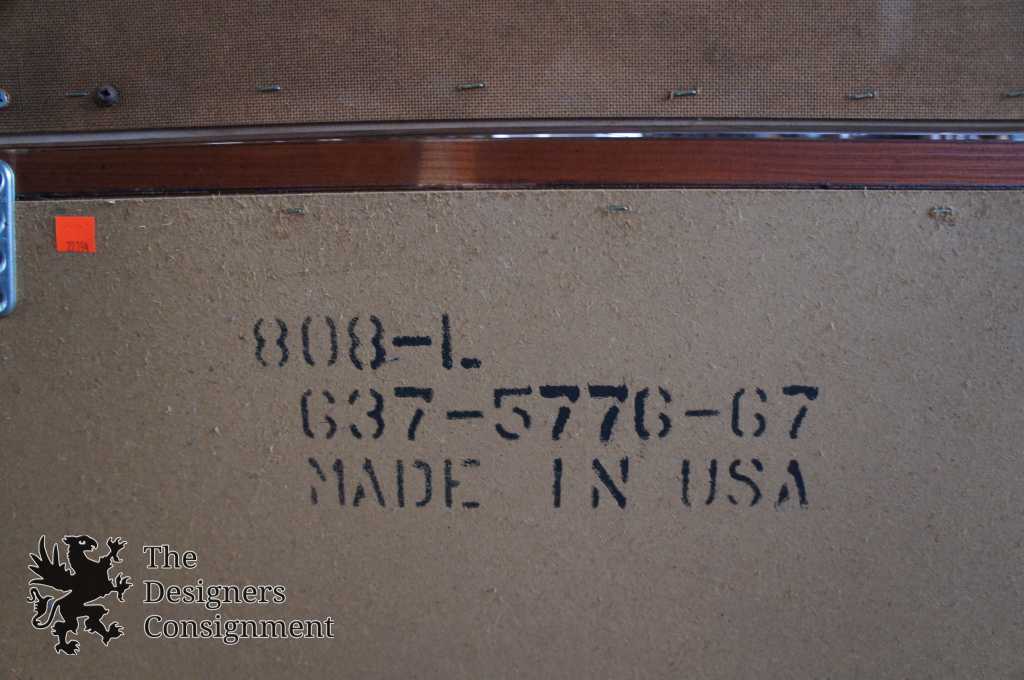 808-L
637-5776-67
MADE IN USA
The
Designers
Consignment